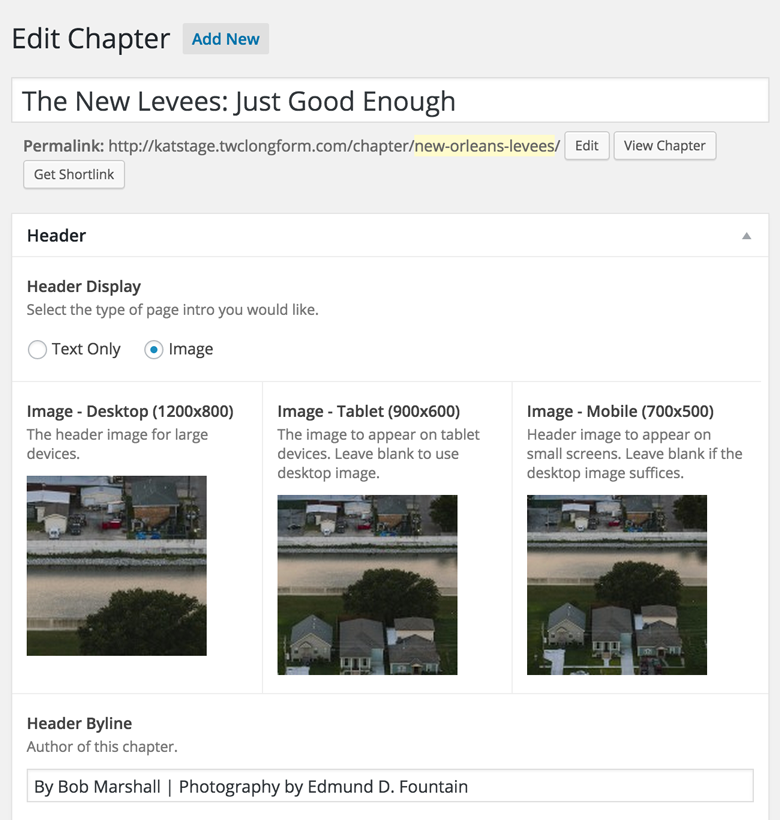 Edit Chapter Add New
The New Levees: Just Good Enough
Permalink: http://katstage.twclongform.com/chapter/new-orleans-levees/ Edit View Chapter
Get Shortlink
Header
Header Display
Select the type of page intro you would like.
Text Only Image
Image - Desktop (1200x800)
The header image for large
devices.
Image - Tablet (900x600)
The image to appear on tablet
devices. Leave blank to use
desktop image.
Image - Mobile (700x500)
Header image to appear on
small screens. Leave blank if the
desktop image suffices.
Header Byline
Author of this chapter.
By Bob Marshall | Photography by Edmund D. Fountain